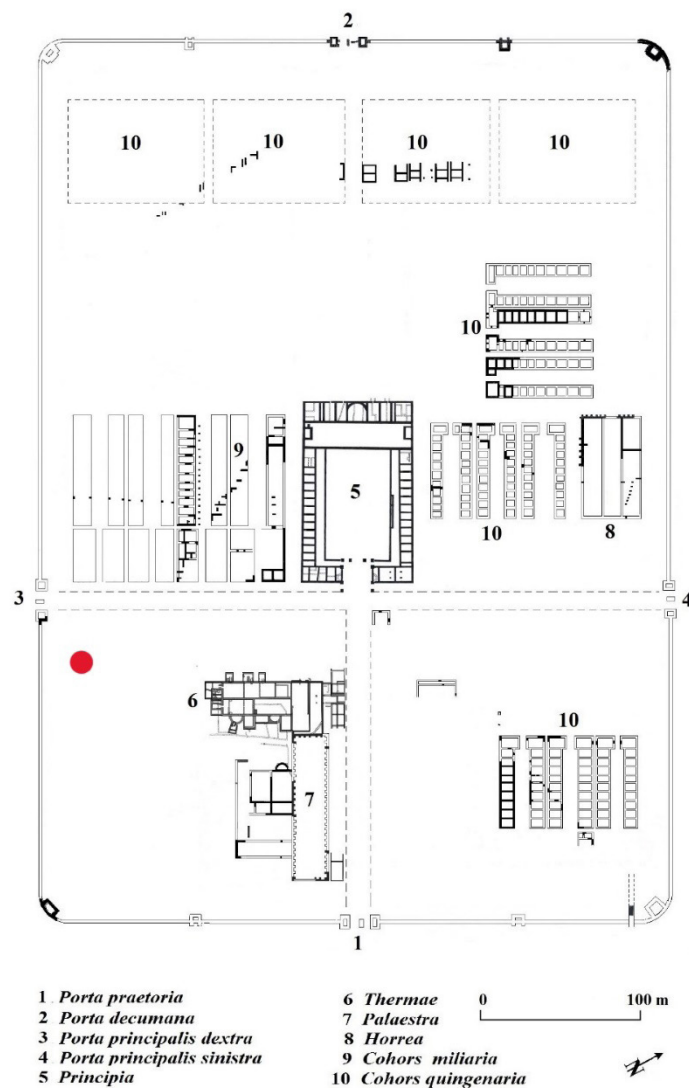 2
10 10 10 10
10
9
5
10 8
3 4
6
10
7
1
1 Porta praetoria
2 Porta decumana
3 Porta principalis dextra
4 Porta principalis sinistra
5 Principia
6 Thermae
7 Palaestra
8 Horrea
9 Cohors miliaria
10 Cohors quingenaria
0 100 m
N